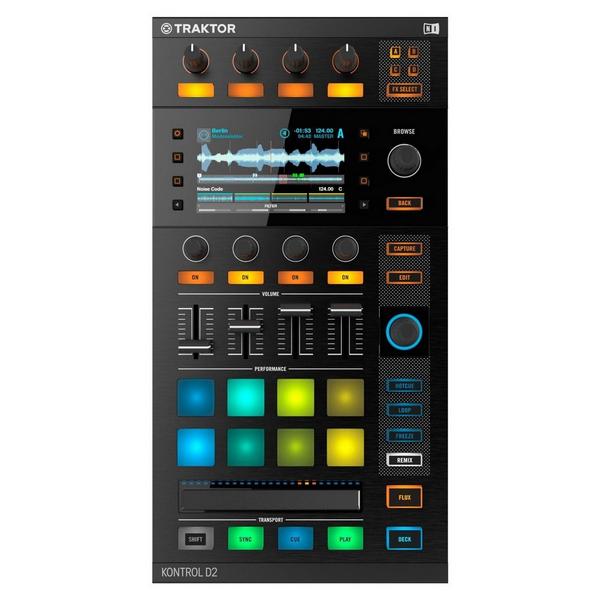 TRAKTOR
NI
A B
C D
FX SELECT
Berlin
Modeselektor
-01:53 124.00
04:43 MASTER
A
BROWSE
Noise Code
124.00 C
FILTER
BACK
CAPTURE
ON ON ON ON
EDIT
VOLUME
PERFORMANCE
HOTCUE
LOOP
FREEZE
REMIX
FLUX
TRANSPORT
SHIFT SYNC CUE PLAY
DECK
KONTROL D2